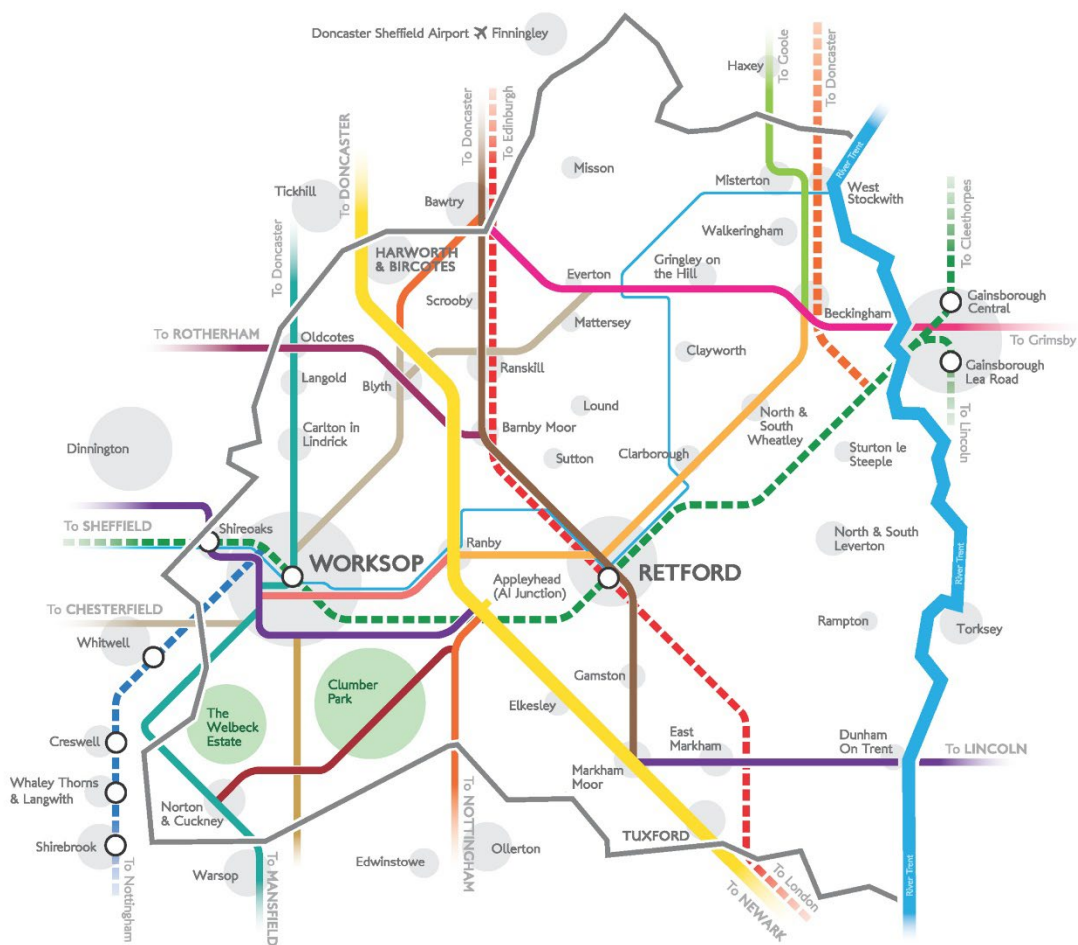 Doncaster Sheffield Airport ✈ Finningley
Haxey
To Goole
To Doncaster
To Doncaster
To Edinburgh
To DONCASTER
River Trent
Misson
Misterton
West
Stockwith
Tickhill
Bawtry
To Cleethorpes
To Doncaster
Walkeringham
HARWORTH
& BIRCOTES
Gringley on
the Hill
Everton
Scrooby
Gainsborough
Central
Beckingham
Mattersey
To ROTHERHAM
Oldcotes
To Grimsby
Clayworth
Ranskill
Gainsborough
Lea Road
Langold
Blyth
Lound
North &
South
Wheatley
To Lincoln
Carlton in
Lindrick
Barnby Moor
Dinnington
Sutton
Clarborough
Sturton le
Steeple
To SHEFFIELD
Shireoaks
Ranby
North & South
Leverton
WORKSOP
RETFORD
River Trent
Appleyhead
(A1 Junction)
To CHESTERFIELD
Whitwell
Rampton
Torksey
Gamston
Clumber
Park
The
Welbeck
Estate
Elkesley
Creswell
East
Markham
Dunham
On Trent
To LINCOLN
Whaley Thorns
& Langwith
Norton
& Cuckney
Markham
Moor
To NOTTINGHAM
Shirebrook
TUXFORD
Edwinstowe
Ollerton
Warsop
To Nottingham
To MANSFIELD
To NEWARK
To London
River Trent